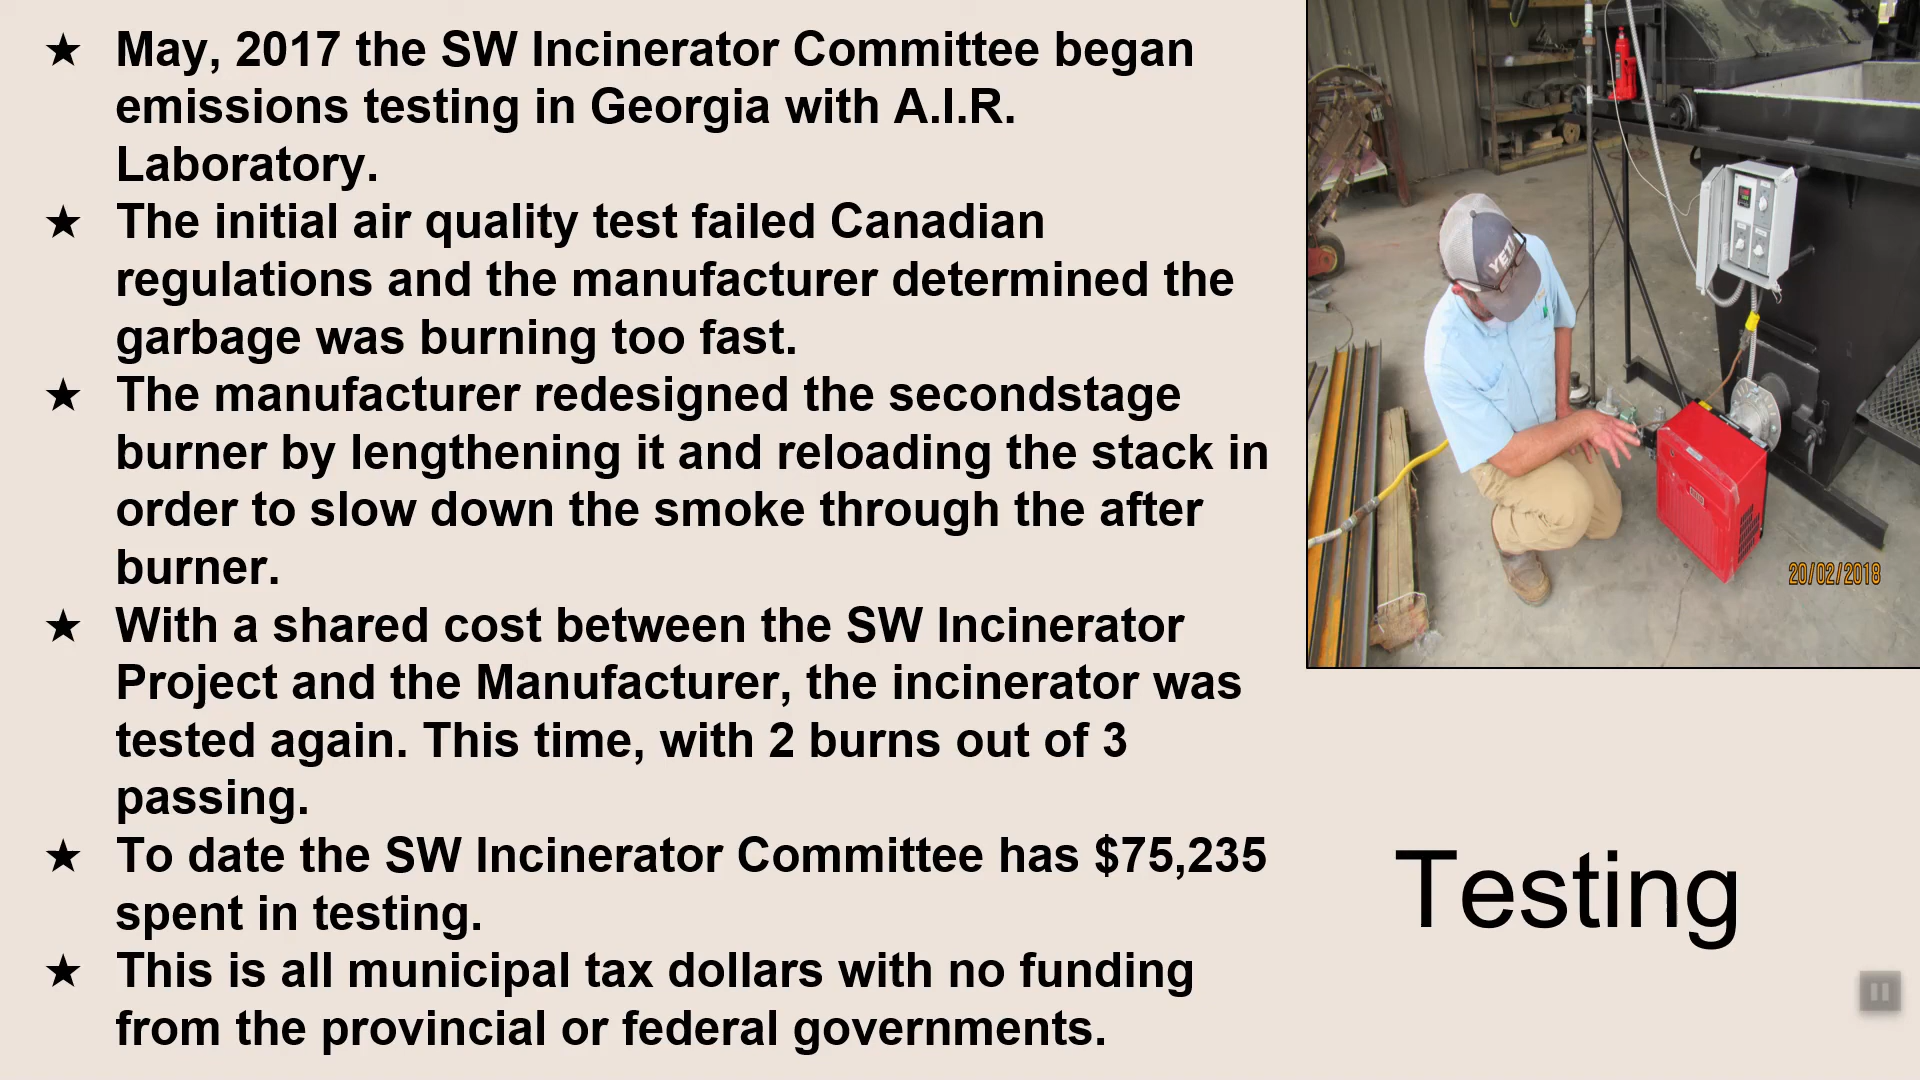 ★ May, 2017 the SW Incinerator Committee began
emissions testing in Georgia with A.I.R.
Laboratory.
★ The initial air quality test failed Canadian
regulations and the manufacturer determined the
garbage was burning too fast.
★ The manufacturer redesigned the secondstage
burner by lengthening it and reloading the stack in
order to slow down the smoke through the after
burner.
★ With a shared cost between the SW Incinerator
Project and the Manufacturer, the incinerator was
tested again. This time, with 2 burns out of 3
passing.
★ To date the SW Incinerator Committee has $75,235
spent in testing.
★ This is all municipal tax dollars with no funding
from the provincial or federal governments.
YETI
20/02/2018
Testing